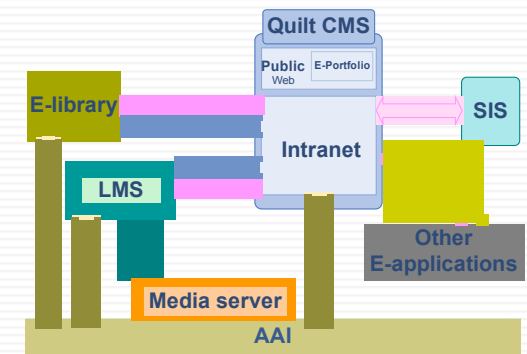 Quilt CMS
Public
Web
E-Portfolio
E-library
SIS
Intranet
LMS
Other
E-applications
Media server
AAI